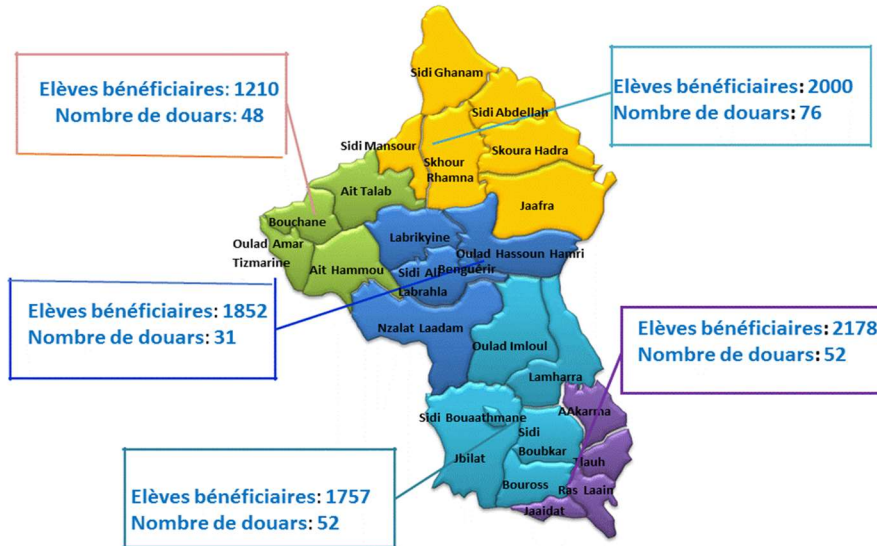 Sidi Ghanam
Elèves bénéficiaires: 1210
Nombre de douars: 48
Elèves bénéficiaires: 2000
Nombre de douars: 76
Sidi Abdellah
Sidi Mansour
Skhour
Rhamna
Skoura Hadra
Ait Talab
Jaafra
Bouchane
Oulad Amar
Tizmarine
Labrikyine
Oulad Hassoun Hamri
Ait Hammou
Sidi Ali
Benguérir
Labrahla
Elèves bénéficiaires: 1852
Nombre de douars: 31
Nzalat Laadam
Elèves bénéficiaires: 2178
Nombre de douars: 52
Oulad Imloul
Lamharra
AAkarma
Sidi Bouaathmane
Sidi
Boubkar
Jbilat
Tlauh
Bouross
Ras Laain
Jaaidat
Elèves bénéficiaires: 1757
Nombre de douars: 52